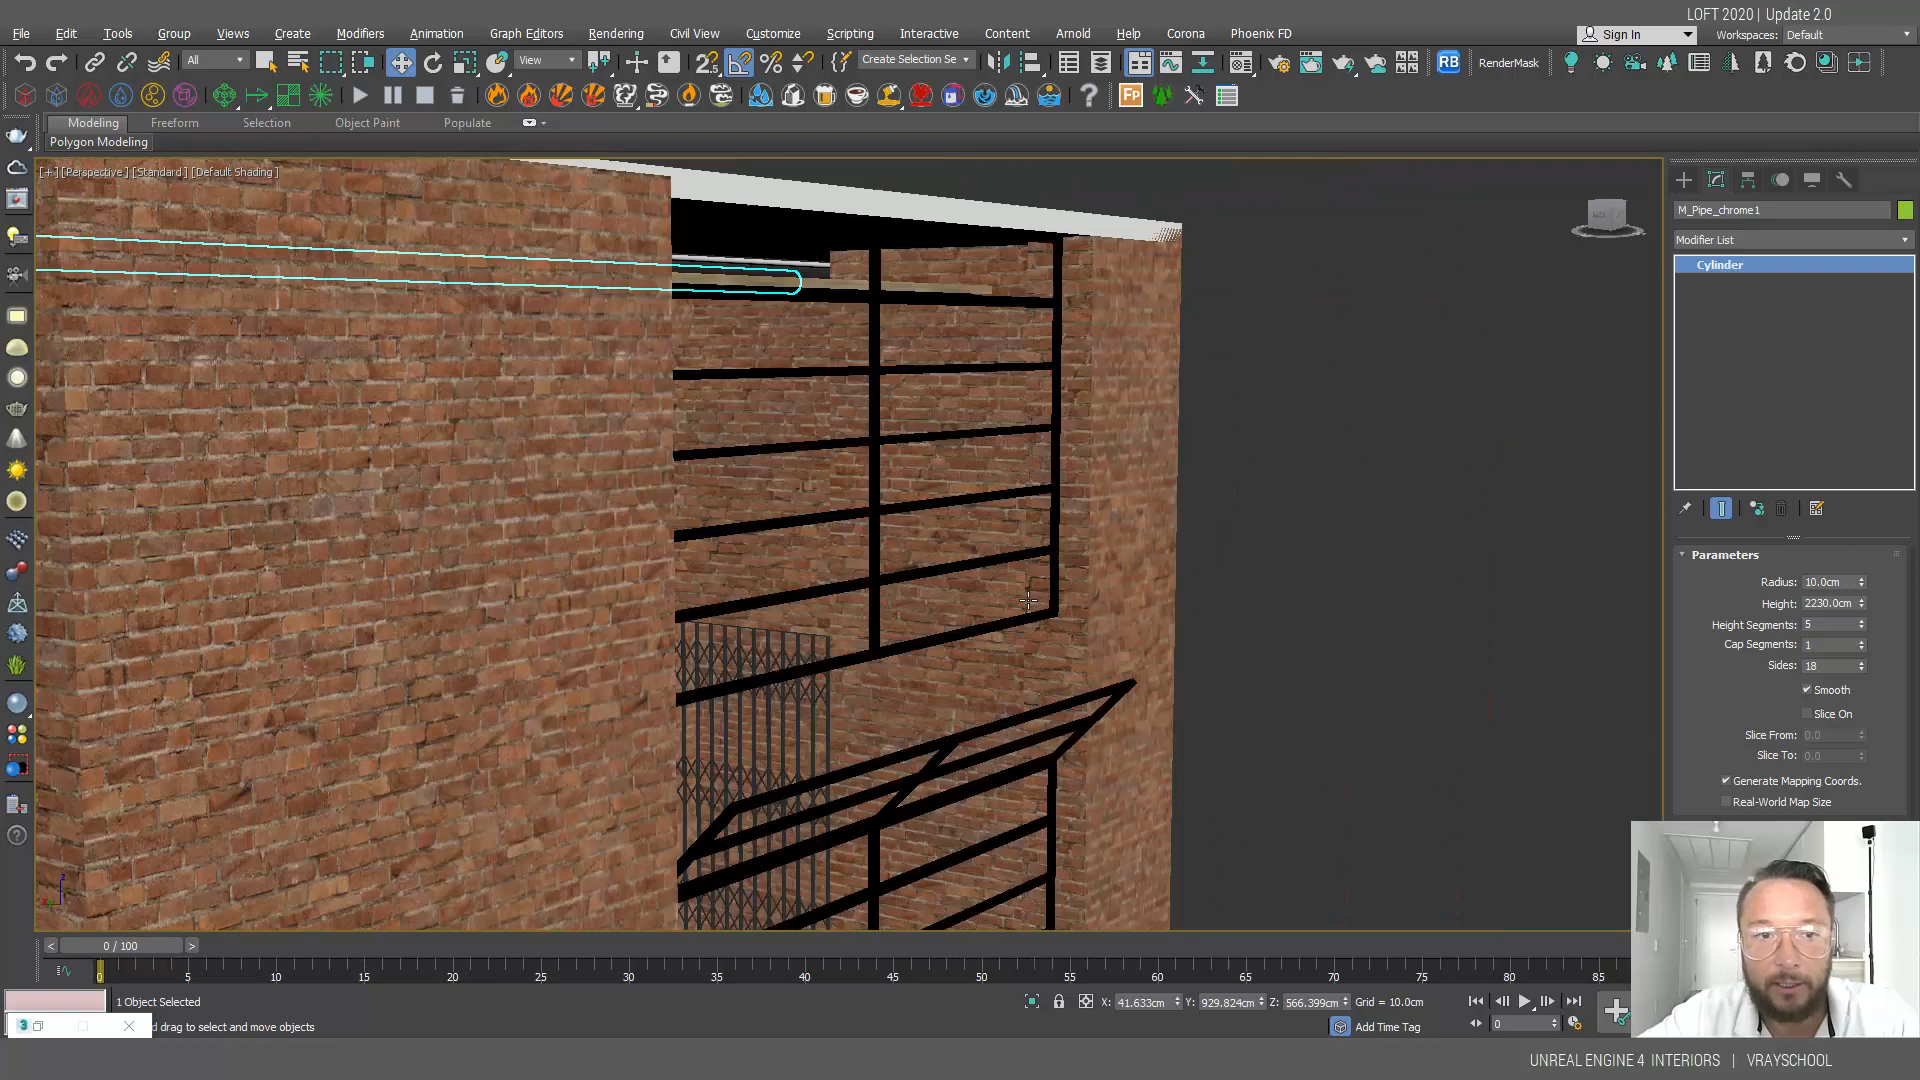 LOFT 2020 | Update 2.0
File Edit Tools Group Views Create Modifiers Animation Graph Editors Rendering Civil View Customize Scripting Interactive Content Arnold Help Corona Phoenix FD
Sign In Workspaces: Default
All View Create Selection Se RB RenderMask
Fp
Modeling Freeform Selection Object Paint Populate
Polygon Modeling
[+] [Perspective] [Standard] [Default Shading]
M_Pipe_chrome1
Modifier List
Cylinder
Parameters
Radius: 10.0cm
Height: 2230.0cm
Height Segments: 5
Cap Segments: 1
Sides: 18
Smooth
Slice On
Slice From: 0.0
Slice To: 0.0
Generate Mapping Coords.
Real-World Map Size
z
< 0 / 100 >
0 5 10 15 20 25 30 35 40 45 50 55 60 65 70 75 80 85
1 Object Selected X: 41.633cm Y: 929.824cm Z: 566.399cm Grid = 10.0cm
3 d drag to select and move objects Add Time Tag 0
UNREAL ENGINE 4 INTERIORS | VRAYSCHOOL